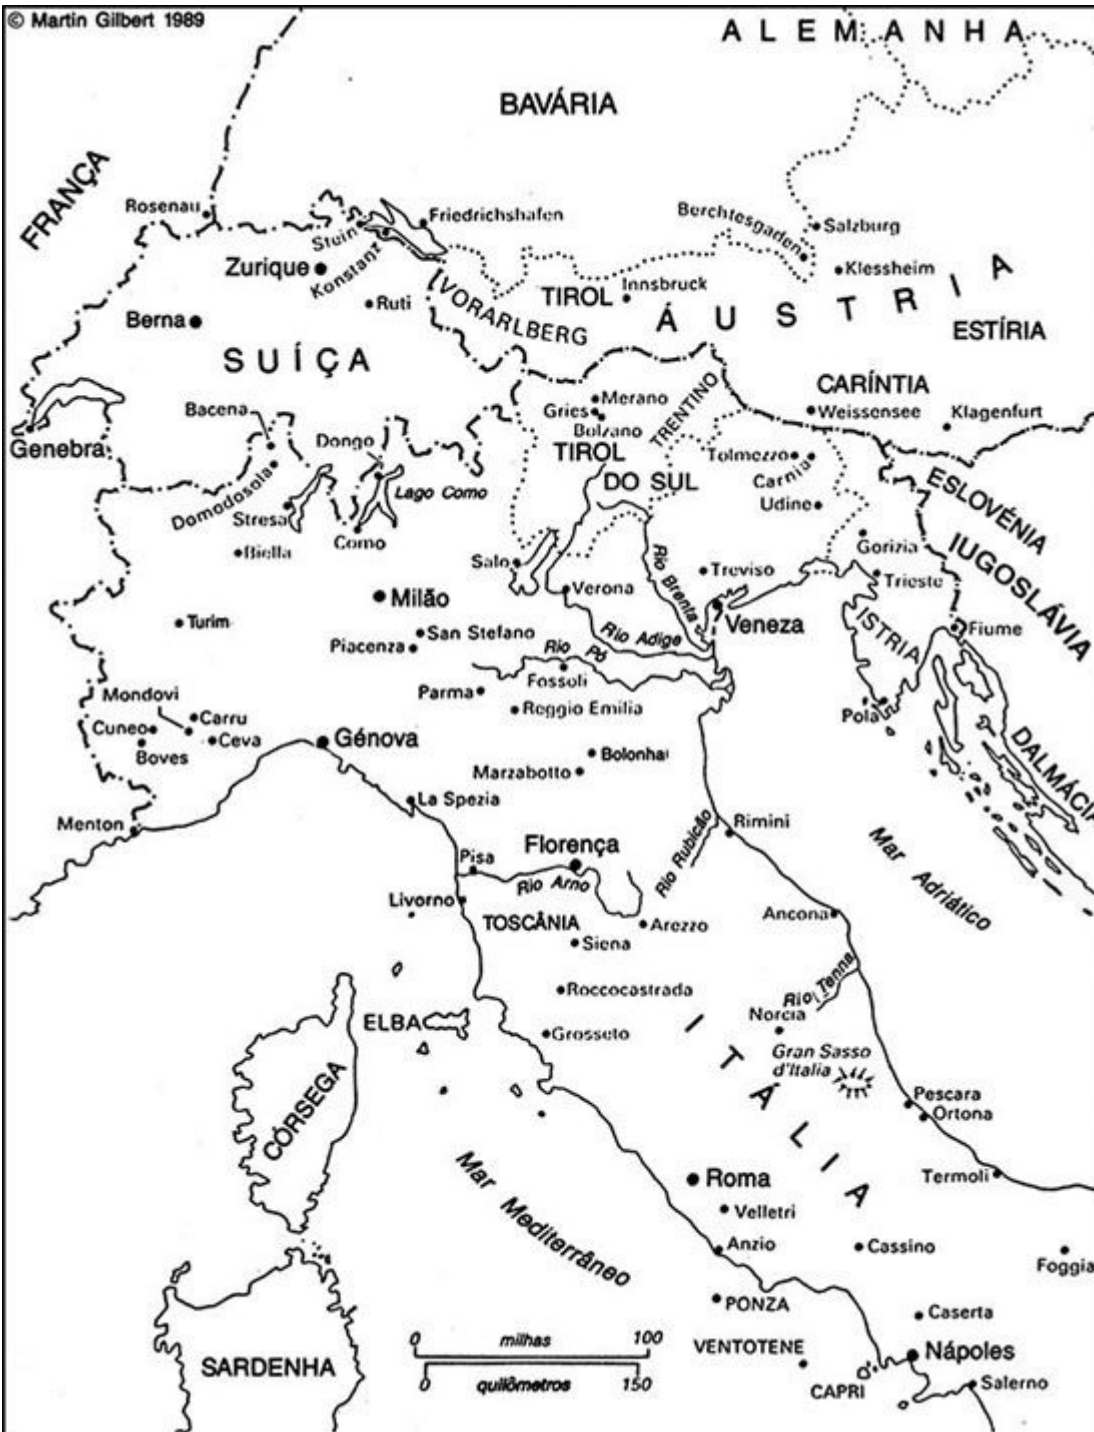 © Martin Gilbert 1989
ALEMANHA
BAVÁRIA
FRANÇA
Rosenau
Friedrichshafen
Stein
Konstanz
Berchtesgaden
Salzburg
Zurique
Klessheim
Ruti
VORARLBERG
TIROL
Innsbruck
ÁUSTRIA
Berna
ESTÍRIA
SUÍÇA
CARÍNTIA
Merano
TRENTINO
Weissensee
Klagenfurt
Gries
Bolzano
Bacena
Genebra
Dongo
TIROL
DO SUL
Tolmezzo
Carnia
Domodosola
Lago Como
Udine
ESLOVÉNIA
Stresa
Como
Gorizia
IUGOSLÁVIA
Biella
Salo
Rio Brenta
Treviso
Trieste
Verona
Milão
Veneza
ISTRIA
Fiume
Turim
San Stefano
Rio Adige
Piacenza
Rio Pó
Fossoli
Parma
Mondovi
Reggio Emilia
Pola
Carru
Cuneo
Ceva
Boves
Génova
Bolonha
DALMÁCIA
Marzabotto
La Spezia
Menton
Rimini
Rio Rubicão
Mar Adriático
Florença
Pisa
Rio Arno
Livorno
TOSCÂNIA
Arezzo
Ancona
Siena
Rio Tenna
Roccocastrada
Norcia
ELBA
Grosseto
ITÁLIA
Gran Sasso
d'Italia
CÓRSEGA
Pescara
Ortona
Mar Mediterrâneo
Roma
Termoli
Velletri
Anzio
Cassino
Foggia
PONZA
Caserta
0 milhas 100
VENTOTENE
Nápoles
SARDENHA
0 quilômetros 150
CAPRI
Salerno